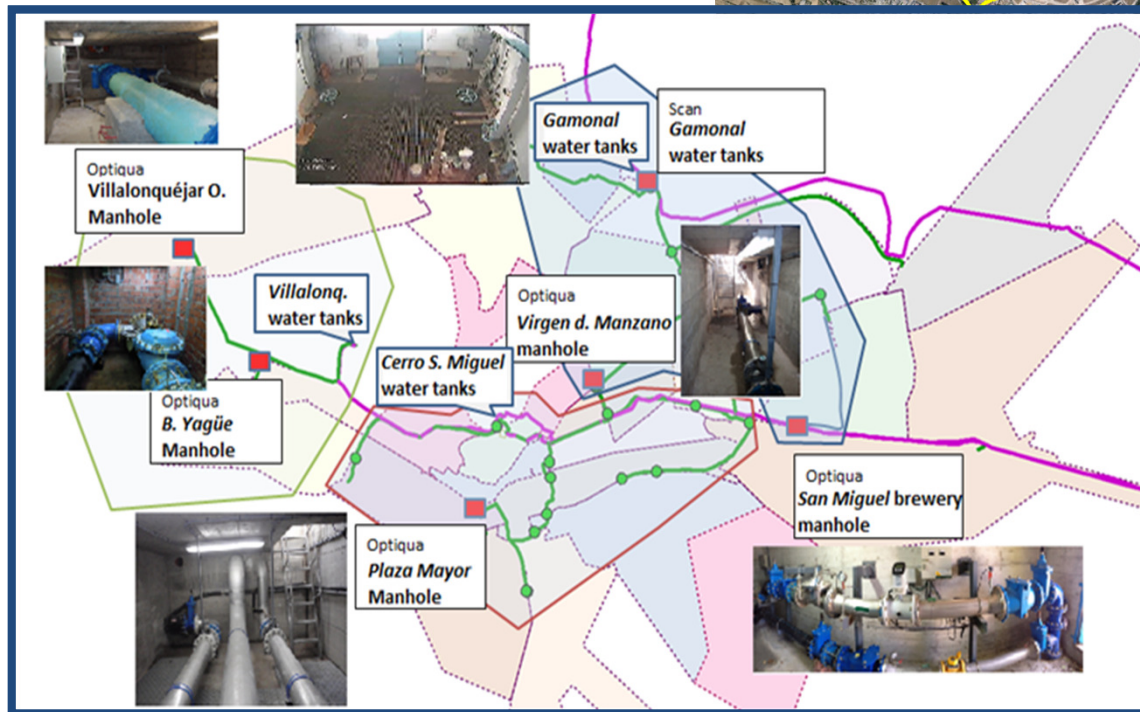 Gamonal
water tanks
Scan
Gamonal
water tanks
Optiqua
Villalonquéjar O.
Manhole
Villalonq.
water tanks
Optiqua
Virgen d. Manzano
manhole
Cerro S. Miguel
water tanks
Optiqua
B. Yagüe
Manhole
Optiqua
San Miguel brewery
manhole
Optiqua
Plaza Mayor
Manhole